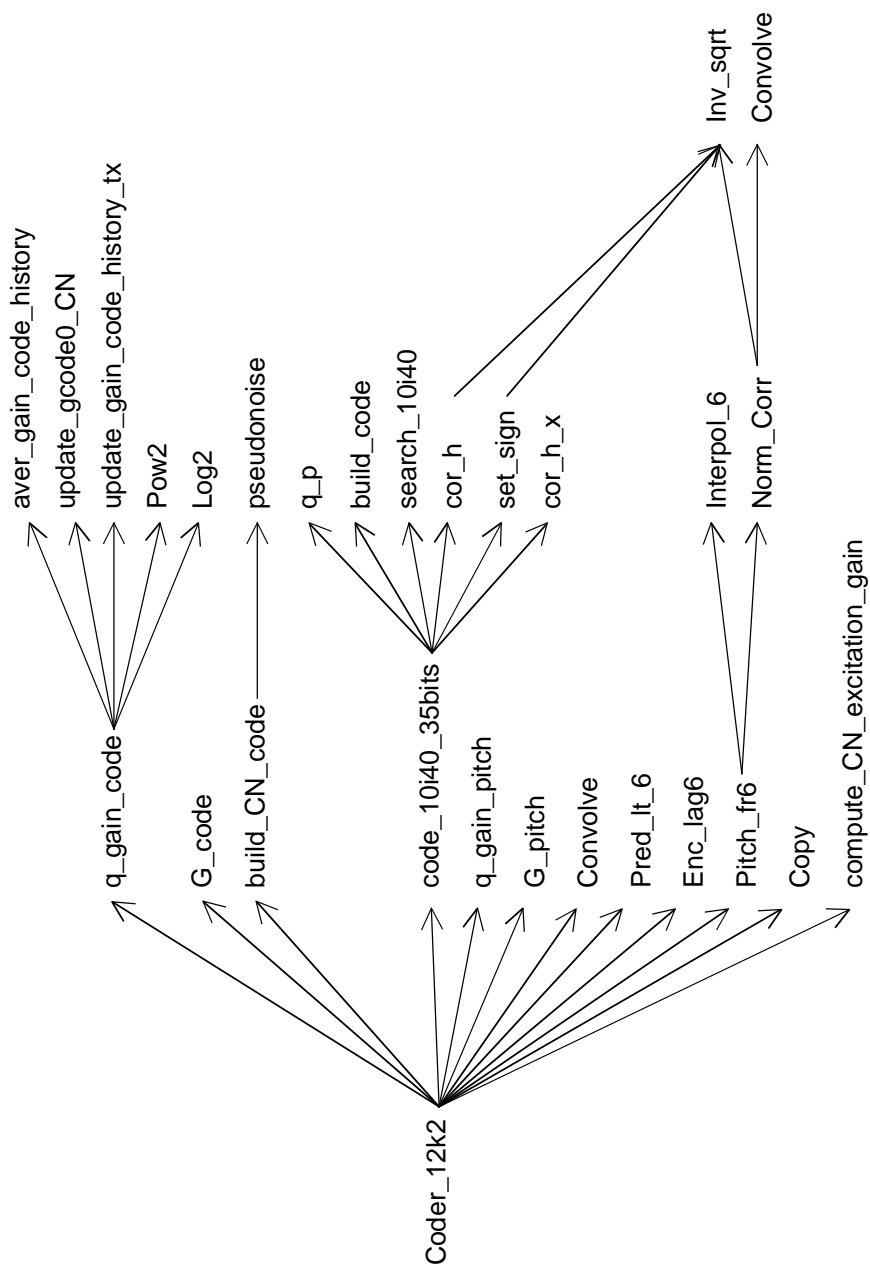 Coder_12k2
q_gain_code
G_code
build_CN_code
code_10i40_35bits
q_gain_pitch
G_pitch
Convolve
Pred_lt_6
Enc_lag6
Pitch_fr6
Copy
compute_CN_excitation_gain
aver_gain_code_history
update_gcode0_CN
update_gain_code_history_tx
Pow2
Log2
pseudonoise
q_p
build_code
search_10i40
cor_h
set_sign
cor_h_x
Interpol_6
Norm_Corr
Inv_sqrt
Convolve